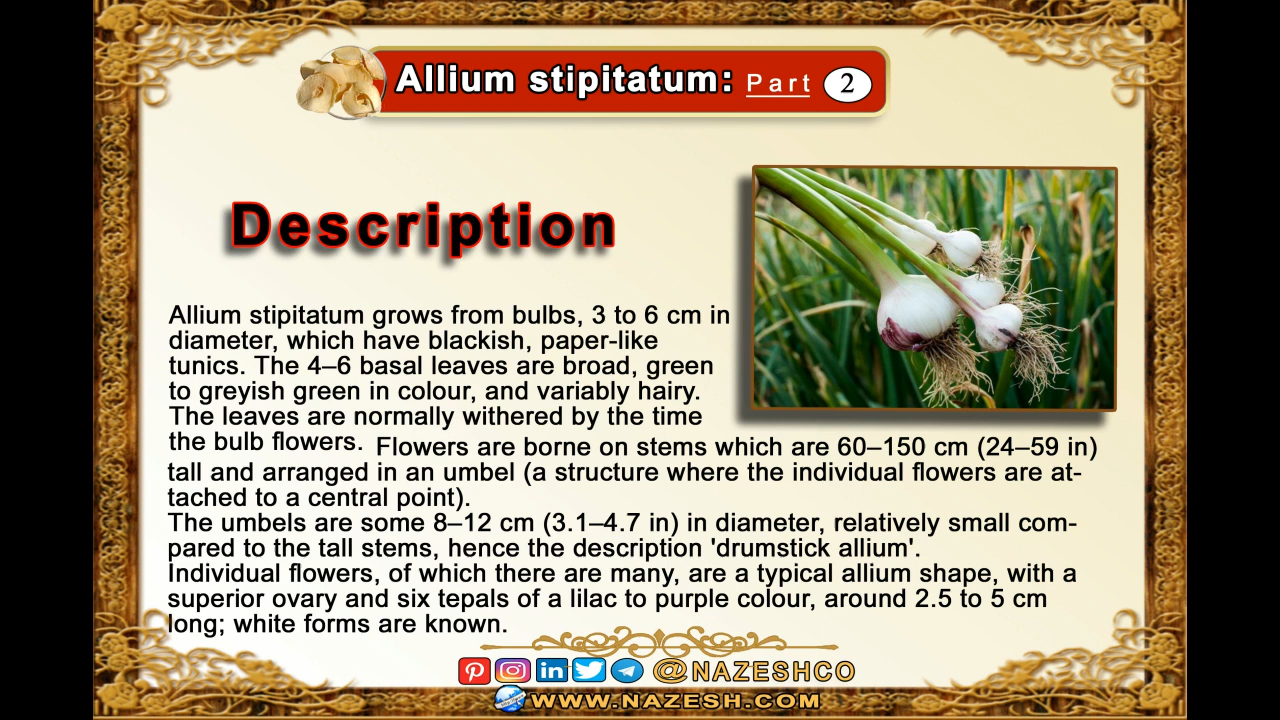 Allium stipitatum: Part 2
Description
Allium stipitatum grows from bulbs, 3 to 6 cm in
diameter, which have blackish, paper-like
tunics. The 4–6 basal leaves are broad, green
to greyish green in colour, and variably hairy.
The leaves are normally withered by the time
the bulb flowers. Flowers are borne on stems which are 60–150 cm (24–59 in)
tall and arranged in an umbel (a structure where the individual flowers are at-
tached to a central point).
The umbels are some 8–12 cm (3.1–4.7 in) in diameter, relatively small com-
pared to the tall stems, hence the description 'drumstick allium'.
Individual flowers, of which there are many, are a typical allium shape, with a
superior ovary and six tepals of a lilac to purple colour, around 2.5 to 5 cm
long; white forms are known.
@NAZESHCO
WWW.NAZESH.COM